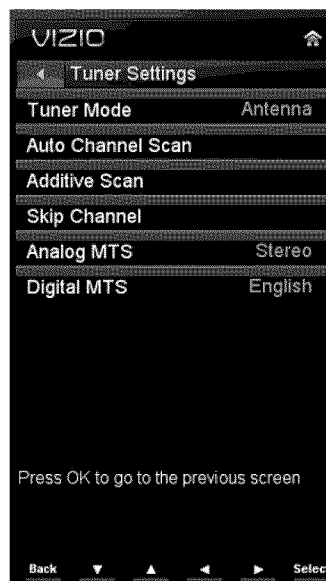 VIZIO
Tuner Settings
Tuner Mode Antenna
Auto Channel Scan
Additive Scan
Skip Channel
Analog MTS Stereo
Digital MTS English
Press OK to go to the previous screen
Back ▼ ▲ ◄ ► Selec